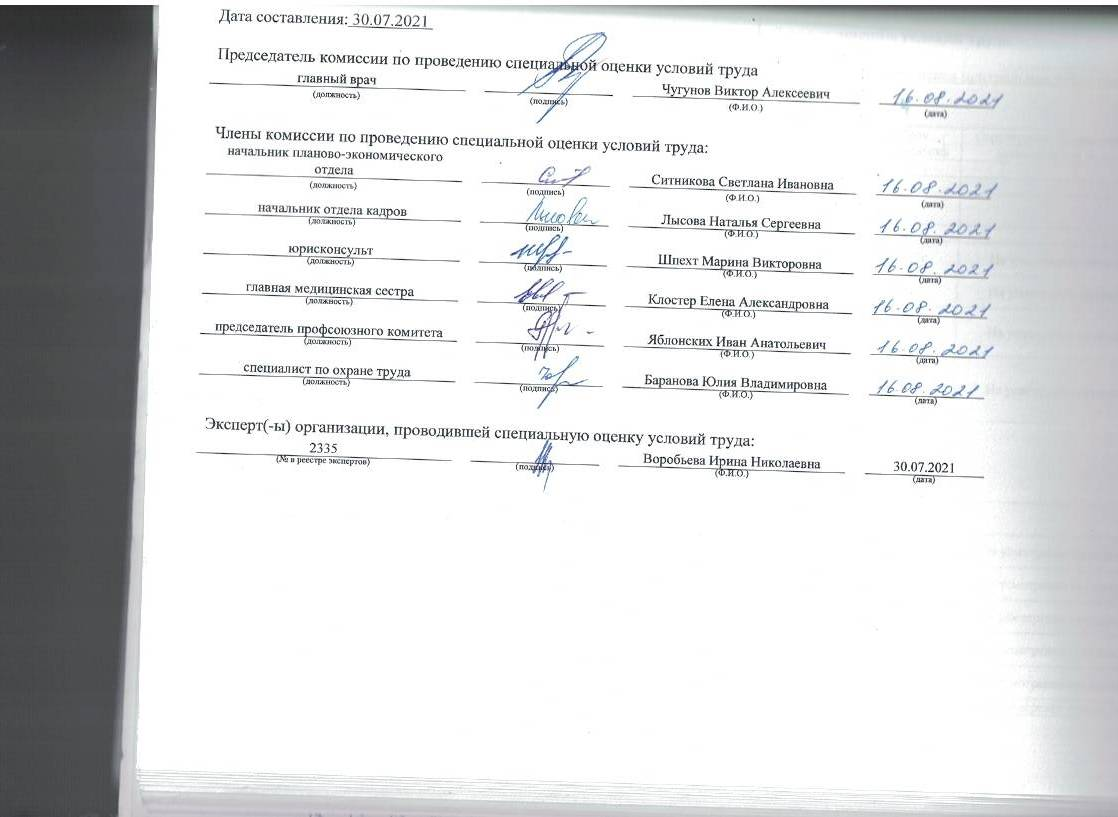 Дата составления: 30.07.2021
Председатель комиссии по проведению специальной оценки условий труда
главный врач Чугунов Виктор Алексеевич 16.08.2021
(должность) (подпись) (Ф.И.О.) (дата)
Члены комиссии по проведению специальной оценки условий труда:
начальник планово-экономического
отдела Ситникова Светлана Ивановна 16.08.2021
(должность) (подпись) (Ф.И.О.) (дата)
начальник отдела кадров Лысова Наталья Сергеевна 16.08.2021
(должность) (подпись) (Ф.И.О.) (дата)
юрисконсульт Шпехт Марина Викторовна 16.08.2021
(должность) (подпись) (Ф.И.О.) (дата)
главная медицинская сестра Клостер Елена Александровна 16.08.2021
(должность) (подпись) (Ф.И.О.) (дата)
председатель профсоюзного комитета Яблонских Иван Анатольевич 16.08.2021
(должность) (подпись) (Ф.И.О.) (дата)
специалист по охране труда Баранова Юлия Владимировна 16.08.2021
(должность) (подпись) (Ф.И.О.) (дата)
Эксперт(-ы) организации, проводившей специальную оценку условий труда:
2335 Воробьева Ирина Николаевна 30.07.2021
(№ в реестре экспертов) (подпись) (Ф.И.О.) (дата)